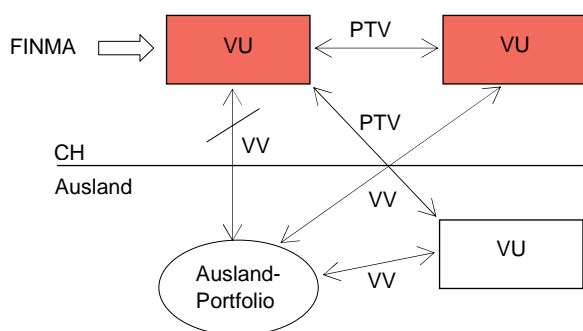 FINMA
VU
PTV
VU
PTV
VV
CH
Ausland
VV
VU
Ausland-
Portfolio
VV